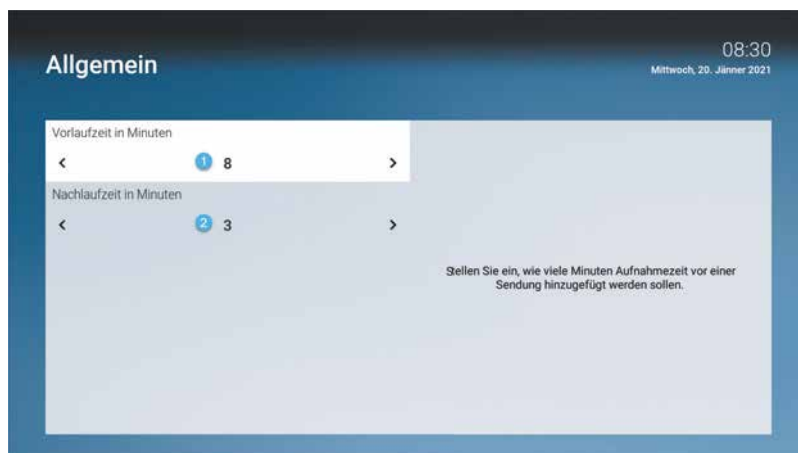 Allgemein
08:30
Mittwoch, 20. Jänner 2021
Vorlaufzeit in Minuten
< 1 8 >
Nachlaufzeit in Minuten
< 2 3 >
Stellen Sie ein, wie viele Minuten Aufnahmezeit vor einer
Sendung hinzugefügt werden sollen.